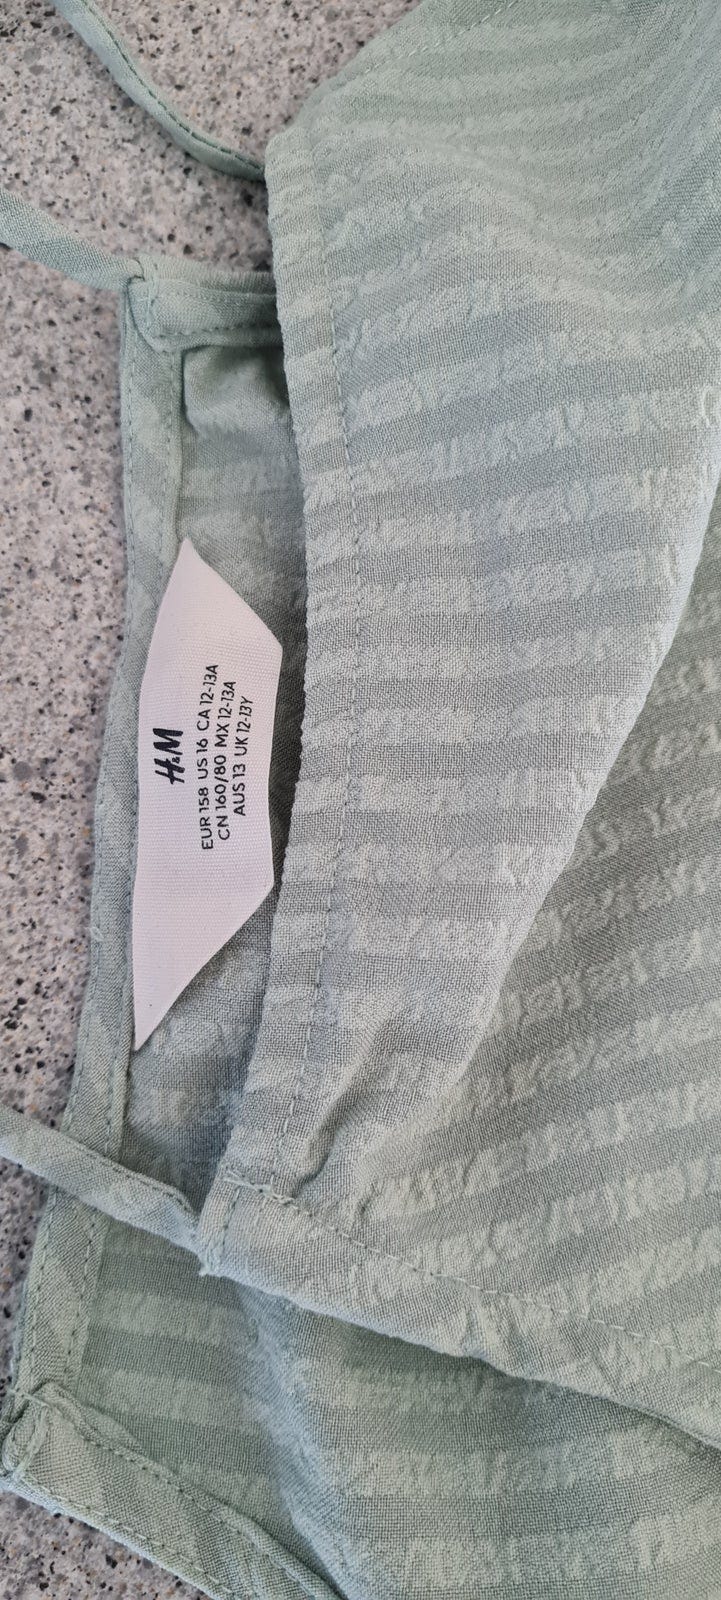 H&M
EUR 158 US 16 CA 12-13A
CN 160/80 MX 12-13A
AUS 13 UK 12-13Y